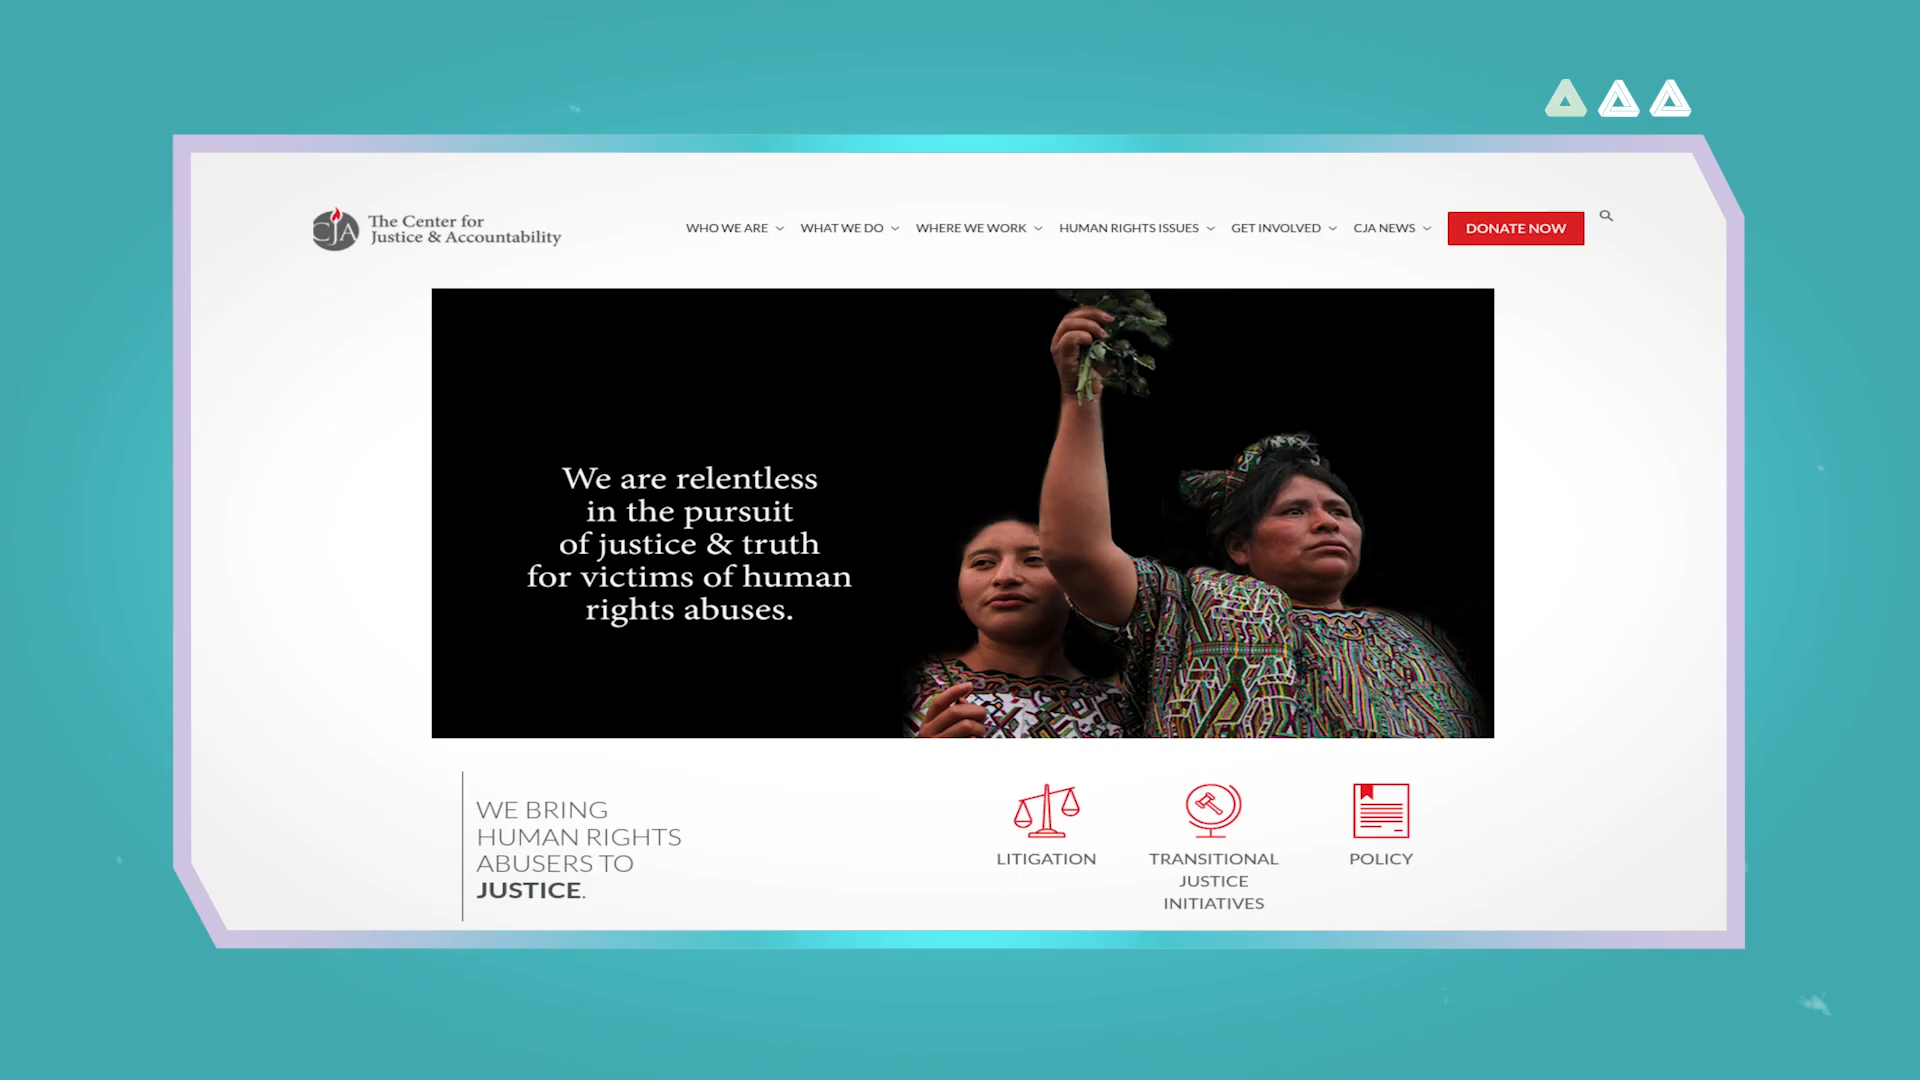 CJA
The Center for
Justice & Accountability
WHO WE ARE
WHAT WE DO
WHERE WE WORK
HUMAN RIGHTS ISSUES
GET INVOLVED
CJA NEWS
DONATE NOW
We are relentless
in the pursuit
of justice & truth
for victims of human
rights abuses.
WE BRING
HUMAN RIGHTS
ABUSERS TO
JUSTICE.
LITIGATION
TRANSITIONAL
JUSTICE
INITIATIVES
POLICY